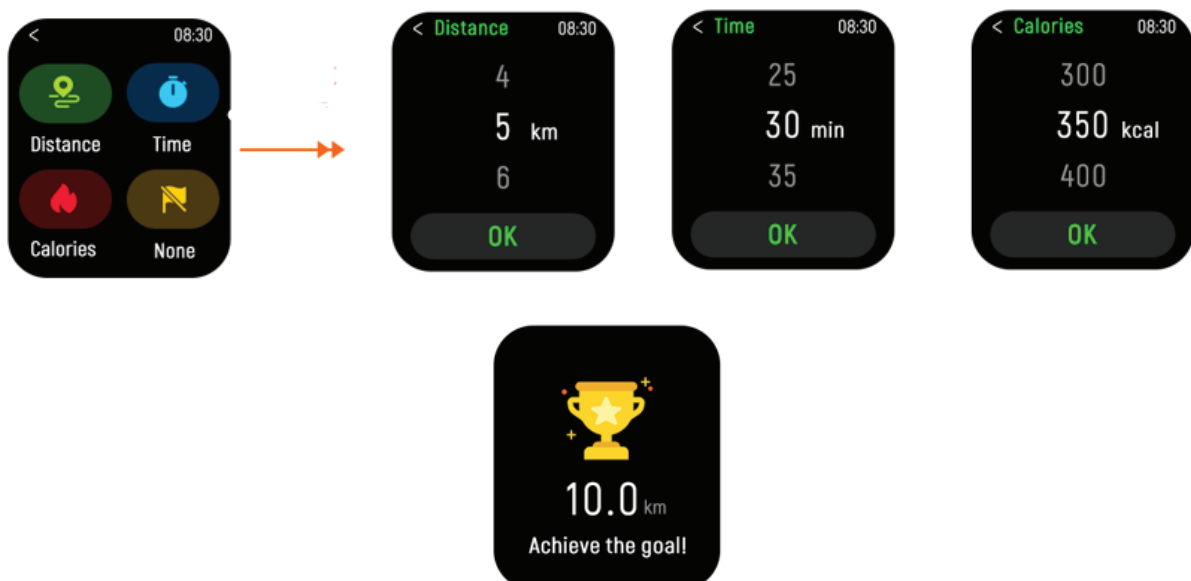 < 08:30
Distance Time
Calories None
< Distance 08:30
4
5 km
6
OK
< Time 08:30
25
30 min
35
OK
< Calories 08:30
300
350 kcal
400
OK
10.0 km
Achieve the goal!